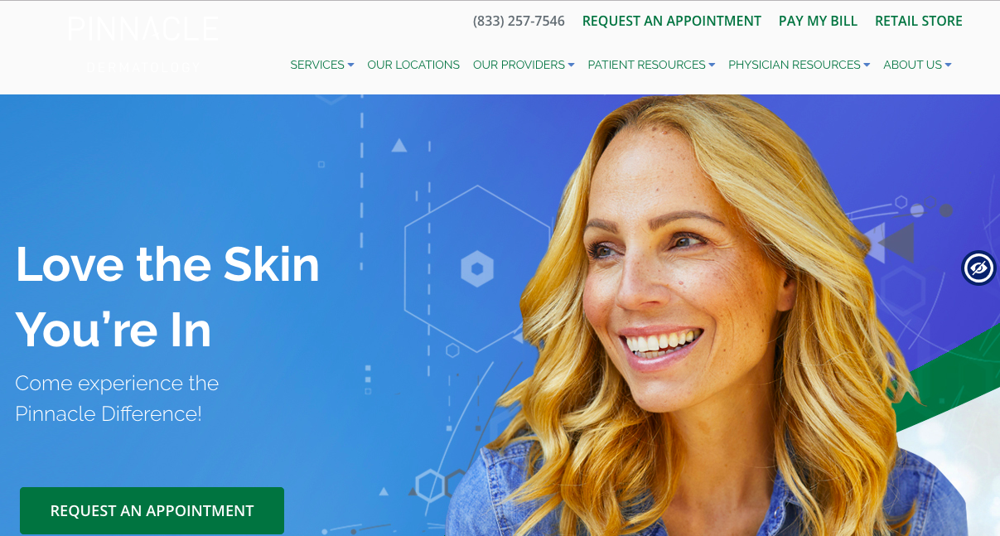 PINNACLE
DERMATOLOGY
(833) 257-7546 REQUEST AN APPOINTMENT PAY MY BILL RETAIL STORE
SERVICES OUR LOCATIONS OUR PROVIDERS PATIENT RESOURCES PHYSICIAN RESOURCES ABOUT US
Love the Skin
You’re In
Come experience the
Pinnacle Difference!
REQUEST AN APPOINTMENT